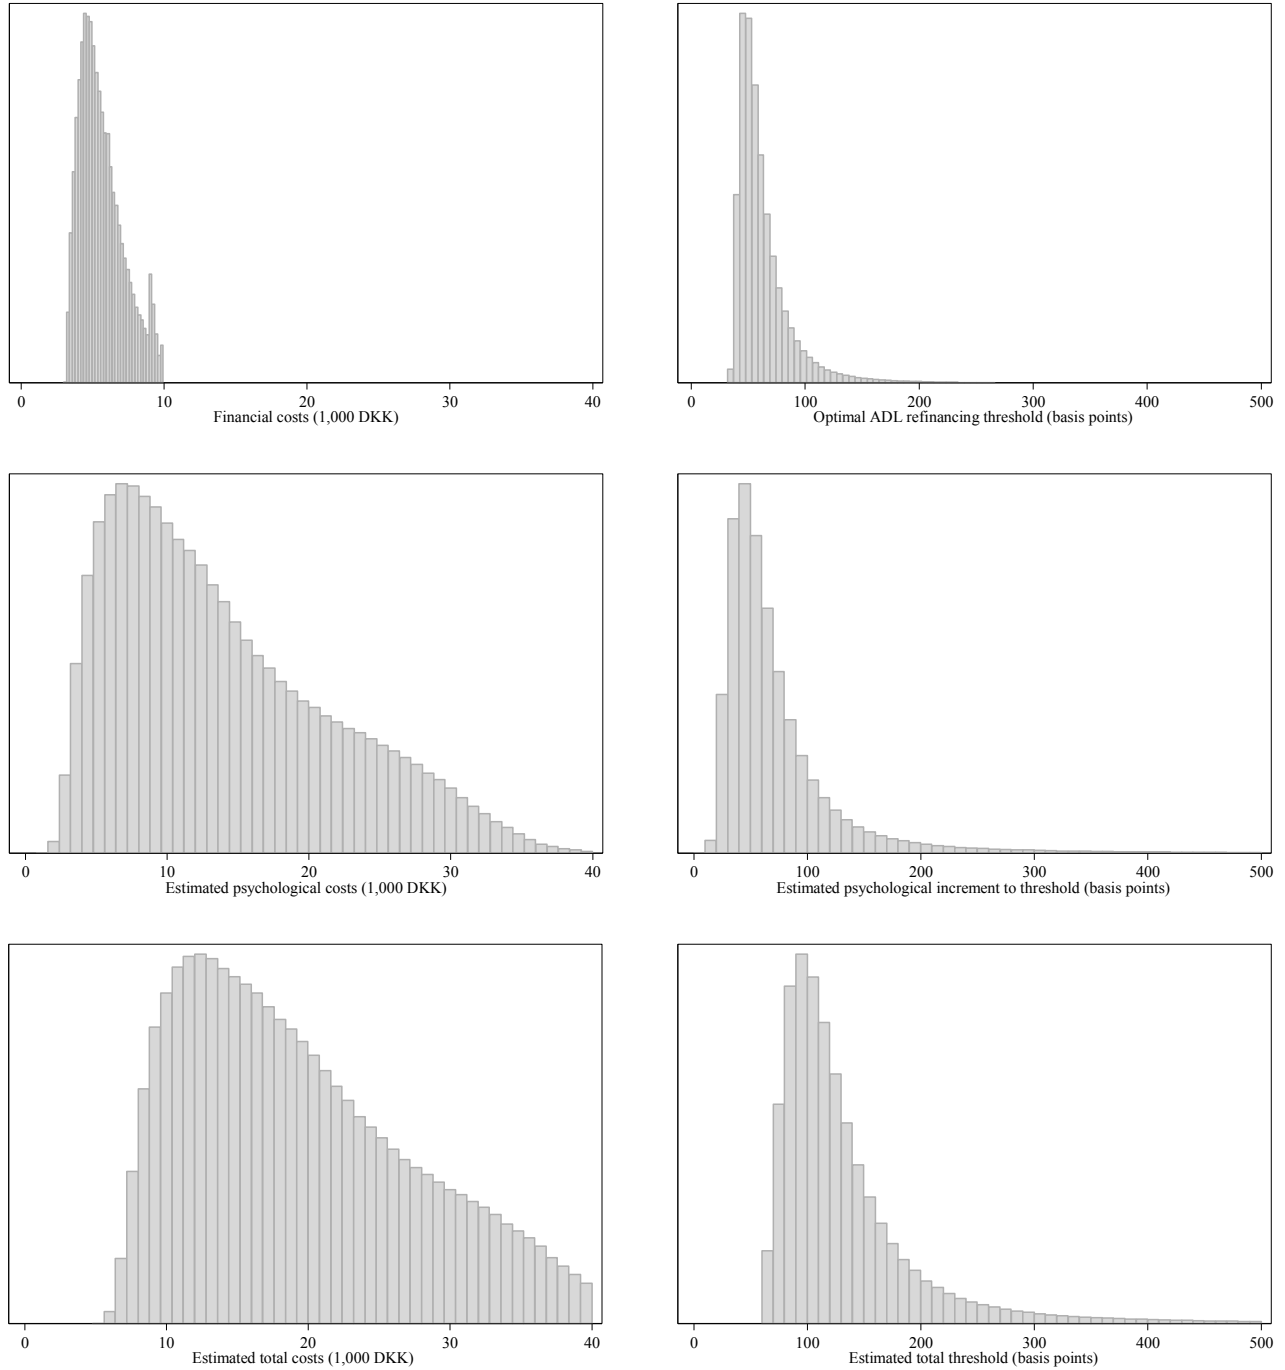 0 10 20 30 40
Financial costs (1,000 DKK)
0 100 200 300 400 500
Optimal ADL refinancing threshold (basis points)
0 10 20 30 40
Estimated psychological costs (1,000 DKK)
0 100 200 300 400 500
Estimated psychological increment to threshold (basis points)
0 10 20 30 40
Estimated total costs (1,000 DKK)
0 100 200 300 400 500
Estimated total threshold (basis points)